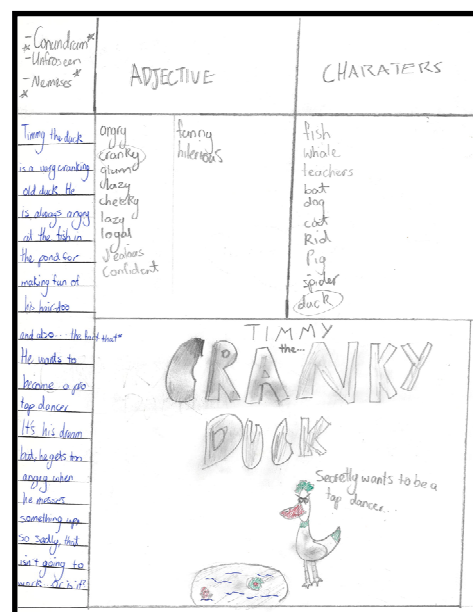 - Conundrum*
* - Unfroseen
- Nemeses
*
ADJECTIVE
CHARATERS
angry
cranky
glum
lazy
cheeky
lazy
loyal
Jealous
Confident
funny
hilerious
fish
whale
teachers
bat
dog
cat
Kid
Pig
spider
duck
Timmy the duck
is a very cranking
old duck He
is always angry
at the fish in
the pond for
making fun of
his hair-doo
and also... the fact that*
He wants to
become a pro
tap dancer
It's his dream
but he gets too
angry when
he messes
something up.
So sadly, that
isn't going to
work. Or is it?
TIMMY
the...
CRANKY
DUCK
Secretly wants to be a
tap dancer...